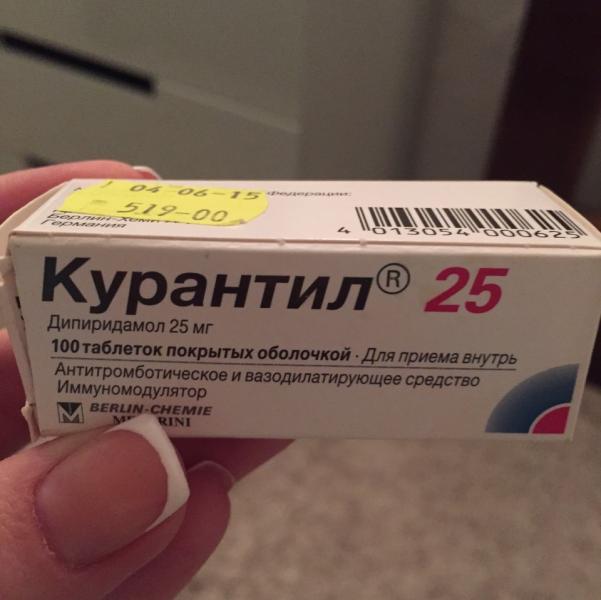 04-06-15
519-00
федерации:
Берлин-Хеми
Германия
4 013054 000625
Курантил® 25
Дипиридамол 25 мг
100 таблеток покрытых оболочкой · Для приема внутрь
Антитромботическое и вазодилатирующее средство
Иммуномодулятор
BERLIN-CHEMIE